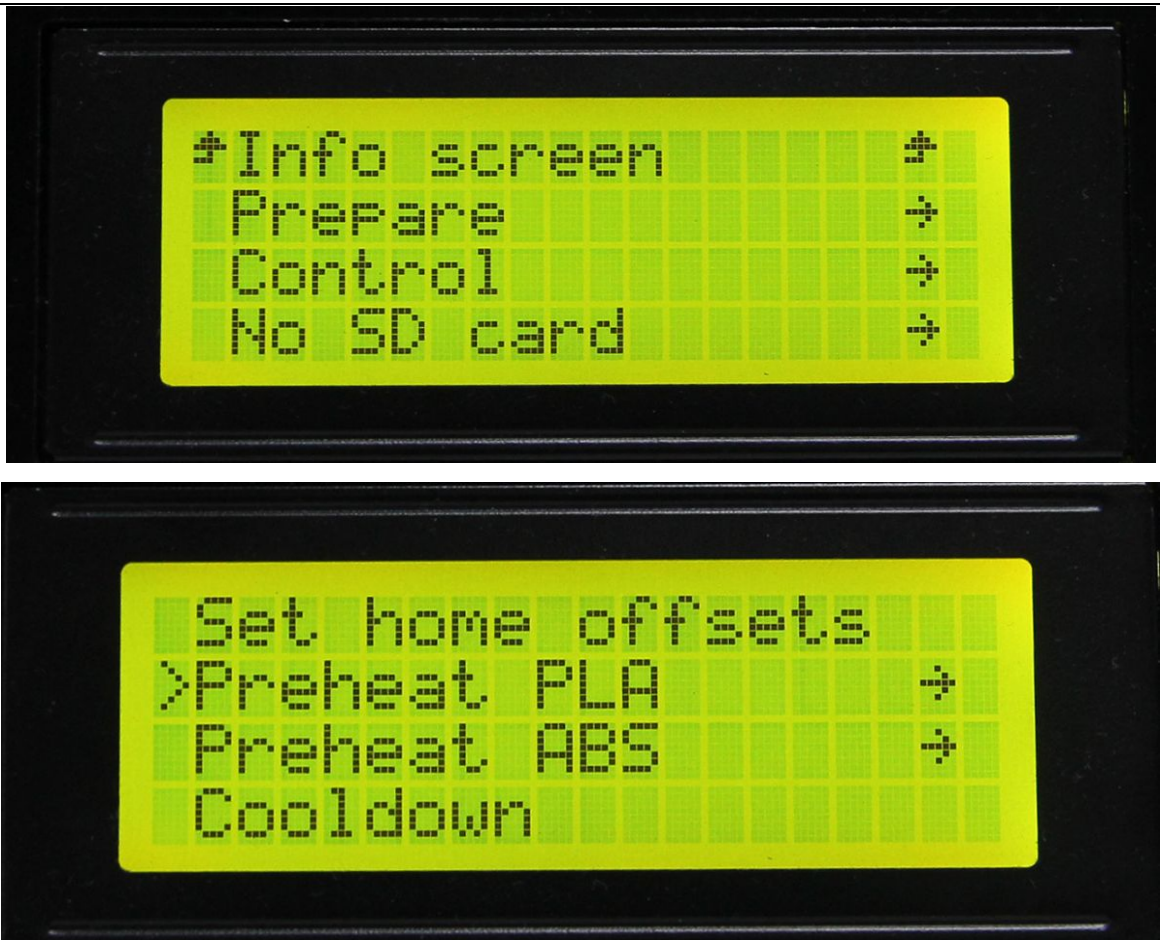 Info screen
Prepare →
Control →
No SD card →
Set home offsets
>Preheat PLA →
Preheat ABS →
Cooldown